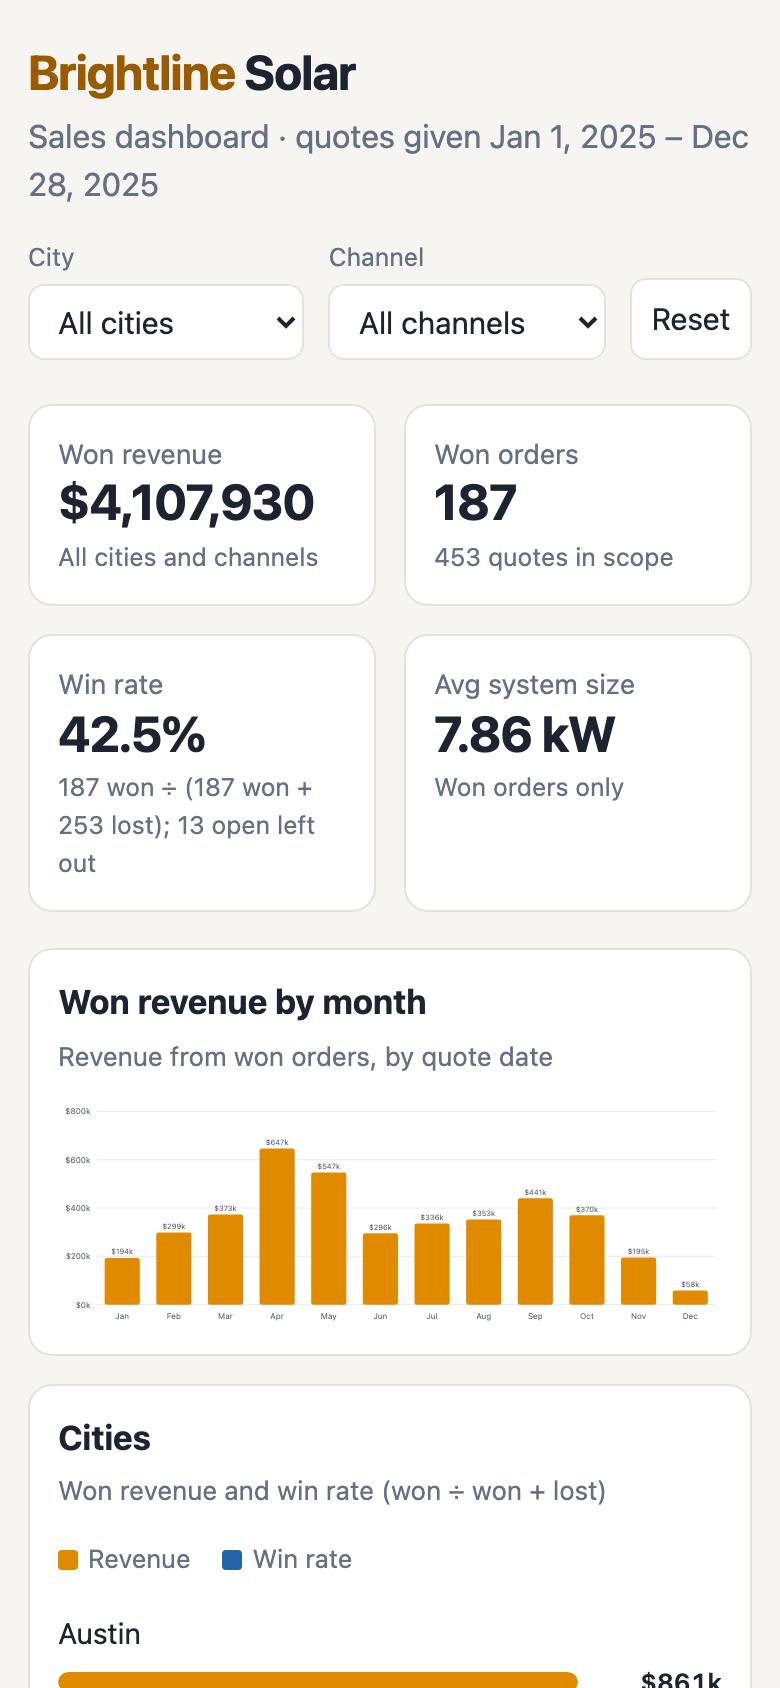 Brightline Solar
Sales dashboard · quotes given Jan 1, 2025 – Dec
28, 2025
City
Channel
All cities
All channels
Reset
Won revenue
$4,107,930
All cities and channels
Won orders
187
453 quotes in scope
Win rate
42.5%
187 won ÷ (187 won +
253 lost); 13 open left
out
Avg system size
7.86 kW
Won orders only
Won revenue by month
Revenue from won orders, by quote date
$800k
$600k
$400k
$200k
$0k
$194k
$299k
$373k
$647k
$547k
$296k
$336k
$353k
$441k
$370k
$195k
$58k
Jan
Feb
Mar
Apr
May
Jun
Jul
Aug
Sep
Oct
Nov
Dec
Cities
Won revenue and win rate (won ÷ won + lost)
Revenue
Win rate
Austin
$861k